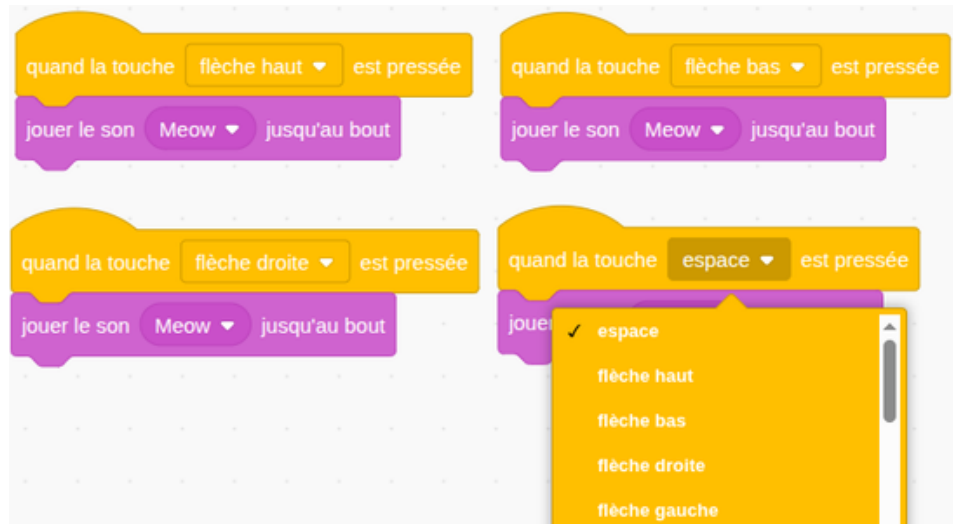 quand la touche flèche haut est pressée
jouer le son Meow jusqu'au bout
quand la touche flèche bas est pressée
jouer le son Meow jusqu'au bout
quand la touche flèche droite est pressée
jouer le son Meow jusqu'au bout
quand la touche espace est pressée
jouer
✓ espace
flèche haut
flèche bas
flèche droite
flèche gauche